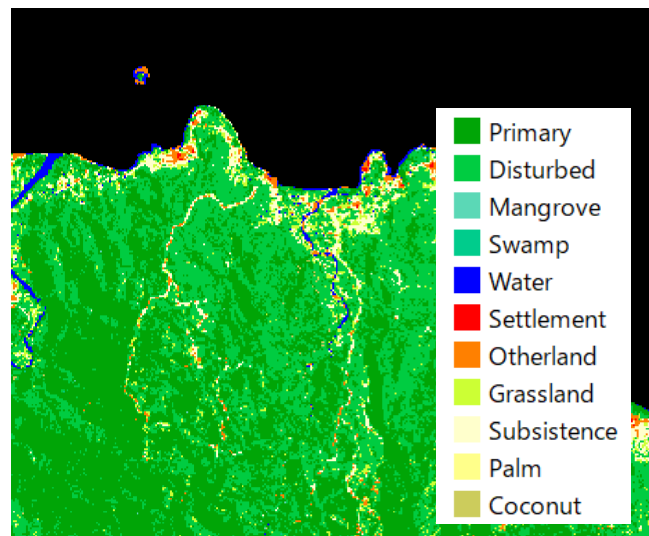 Primary
Disturbed
Mangrove
Swamp
Water
Settlement
Otherland
Grassland
Subsistence
Palm
Coconut